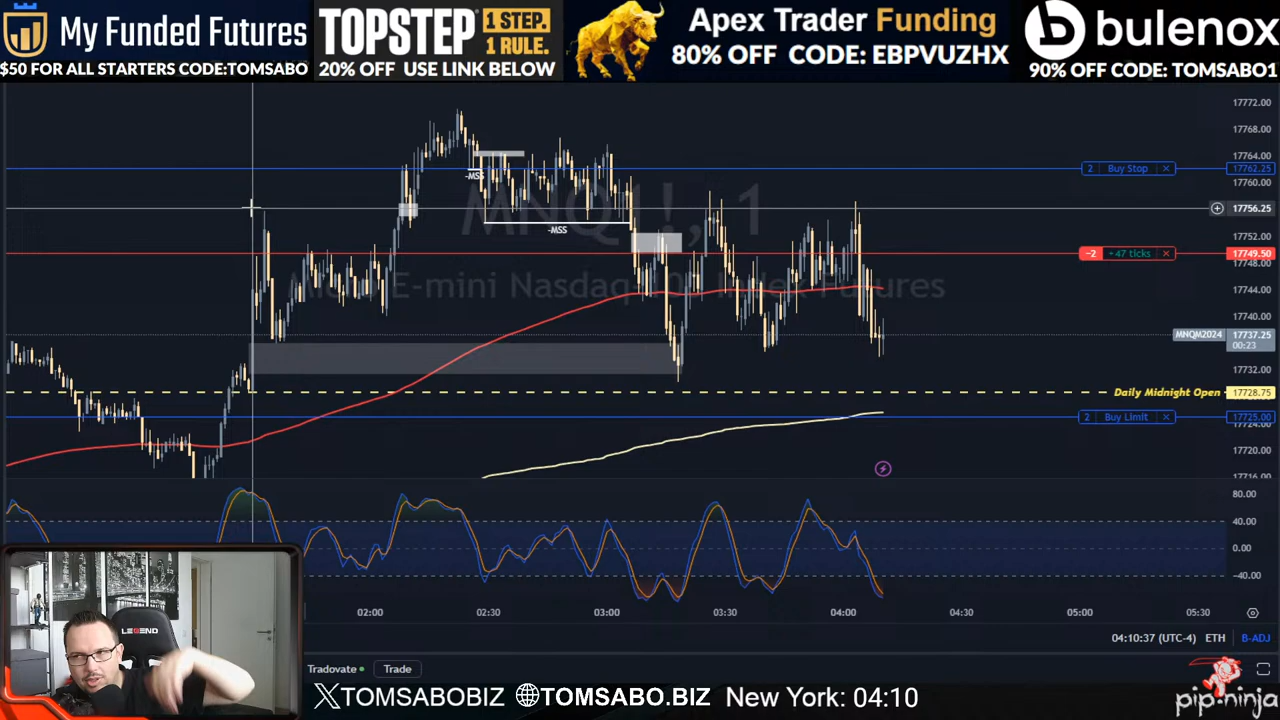 My Funded Futures
$50 FOR ALL STARTERS CODE:TOMSABO
TOPSTEP
1 STEP.
1 RULE.
20% OFF USE LINK BELOW
Apex Trader Funding
80% OFF CODE: EBPVUZHX
bulenox
90% OFF CODE: TOMSABO1
17772.00
17768.00
17764.00
2 Buy Stop
17762.25
17760.00
17756.25
17752.00
-2 +47 ticks
17749.50
17748.00
17744.00
17740.00
MNQM2024 17737.25
00:23
17732.00
Daily Midnight Open 17728.75
2 Buy Limit 17725.00
17724.00
17720.00
17716.00
-MSS
-MSS
MNQ1!, 1
Micro E-mini Nasdaq-100 Index Futures
80.00
40.00
0.00
-40.00
02:00
02:30
03:00
03:30
04:00
04:30
05:00
05:30
04:10:37 (UTC-4) ETH B-ADJ
LEGEND
Tradovate
Trade
TOMSABOBIZ
TOMSABO.BIZ
New York: 04:10
pip.ninja